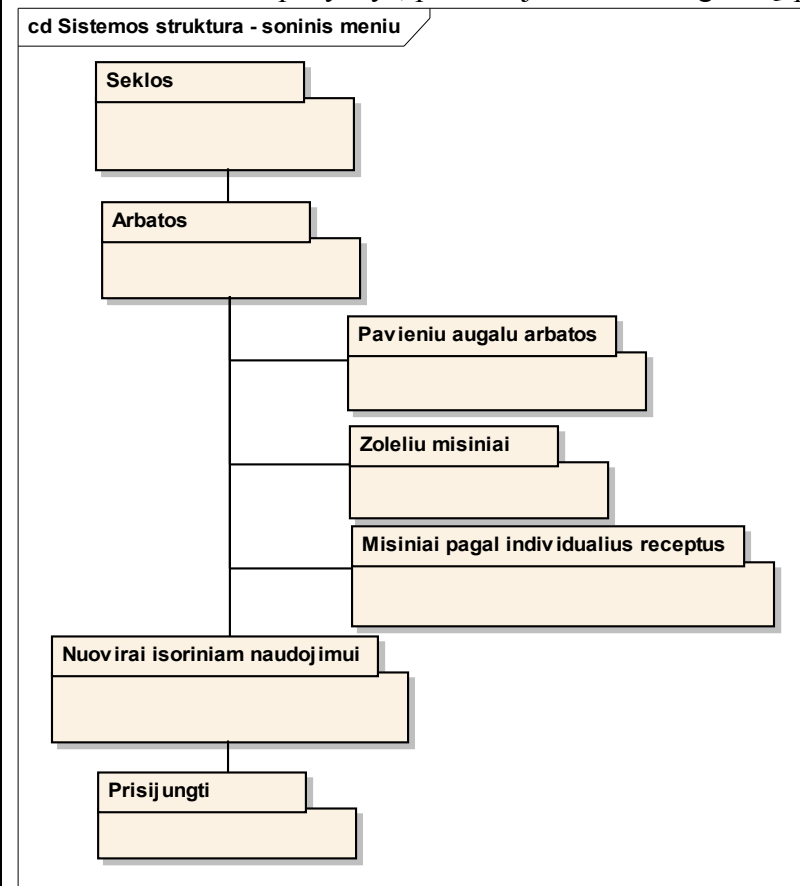 cd Sistemos struktura - soninis meniu
Seklos
Arbatos
Pavieniu augalu arbatos
Zoleliu misiniai
Misiniai pagal individualius receptus
Nuovirai isoriniam naudojimui
Prisijungti